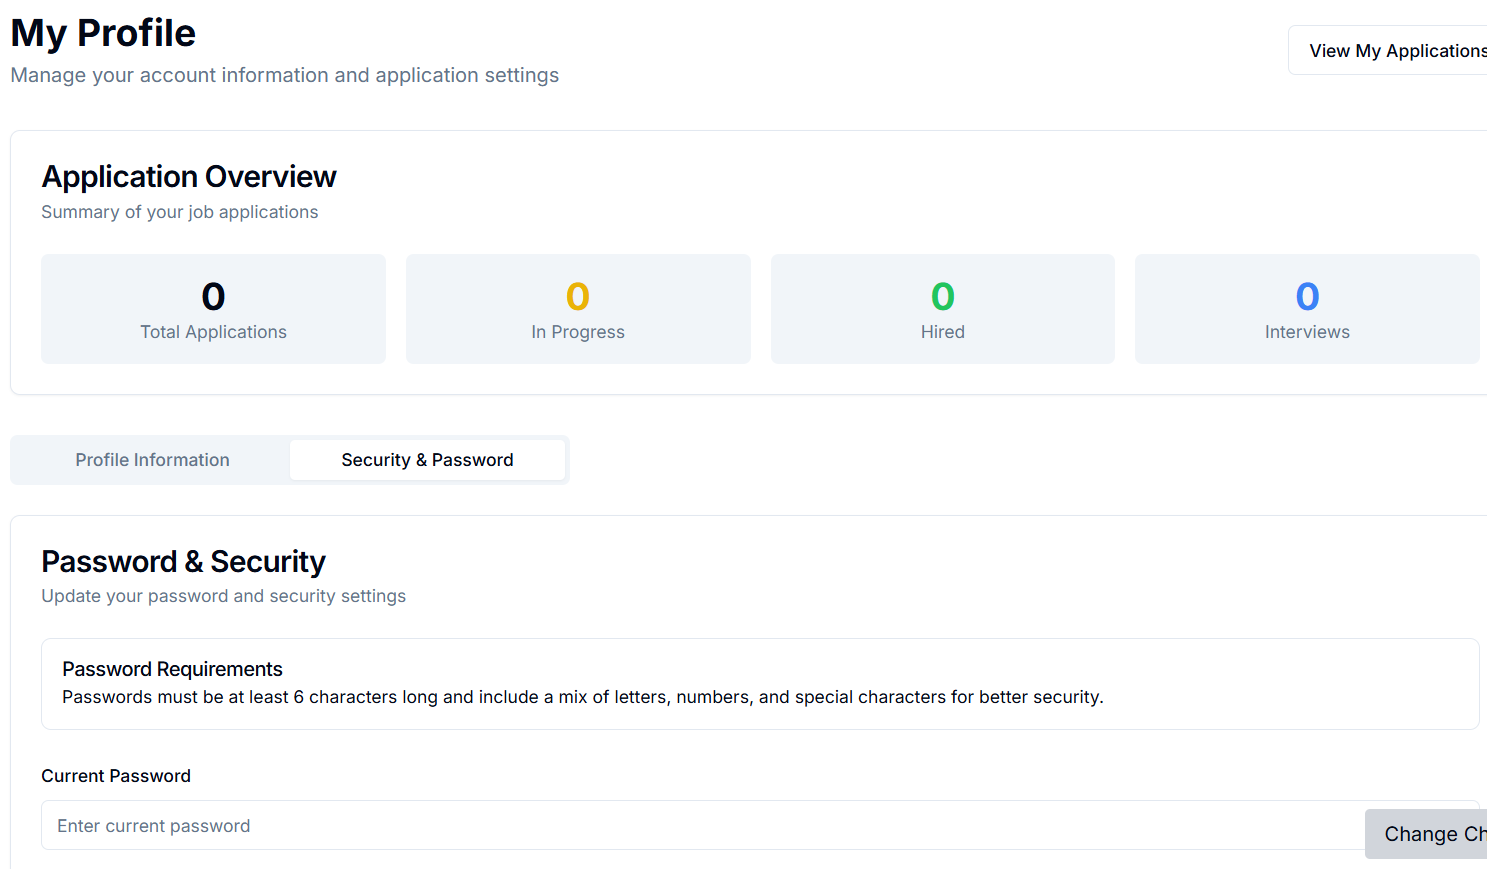 My Profile
Manage your account information and application settings
View My Applications
Application Overview
Summary of your job applications
0
Total Applications
0
In Progress
0
Hired
0
Interviews
Profile Information
Security & Password
Password & Security
Update your password and security settings
Password Requirements
Passwords must be at least 6 characters long and include a mix of letters, numbers, and special characters for better security.
Current Password
Enter current password
Change